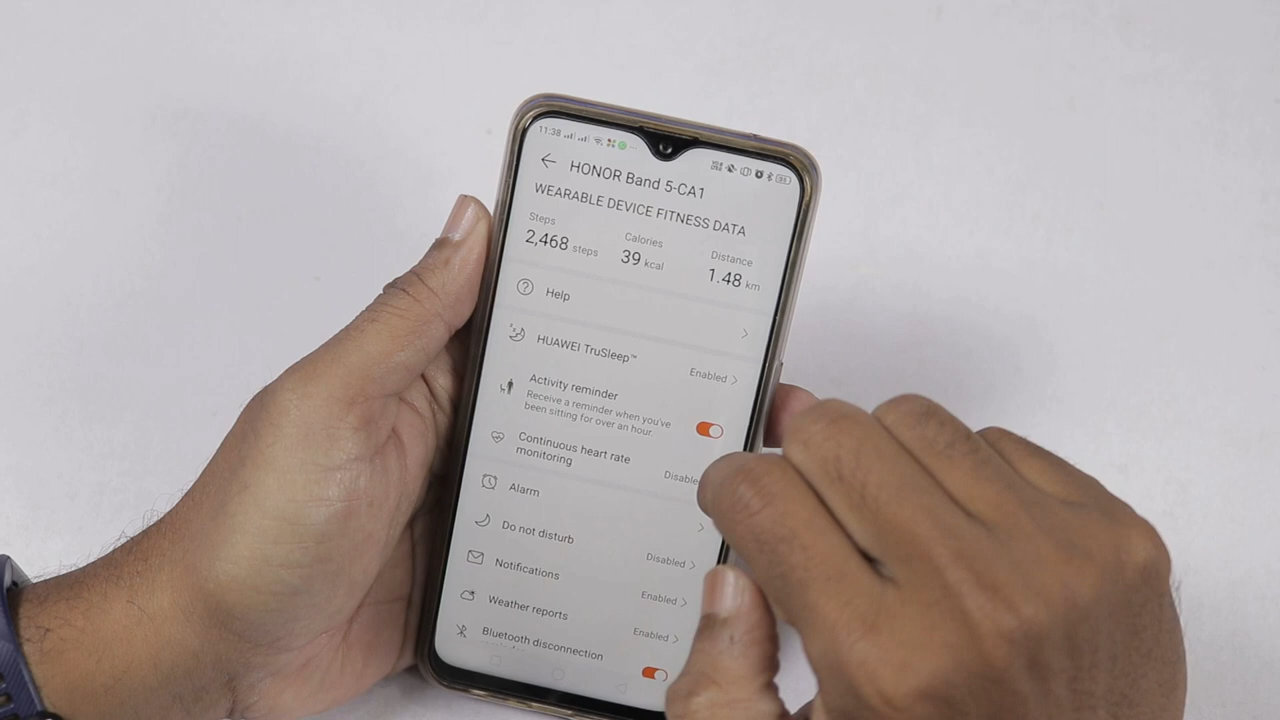 11:38
HONOR Band 5-CA1
WEARABLE DEVICE FITNESS DATA
Steps Calories Distance
2,468 steps 39 kcal 1.48 km
Help
HUAWEI TruSleep™ Enabled
Activity reminder
Receive a reminder when you've
been sitting for over an hour.
Continuous heart rate
monitoring
Disable
Alarm
Do not disturb Disabled
Notifications Enabled
Weather reports Enabled
Bluetooth disconnection